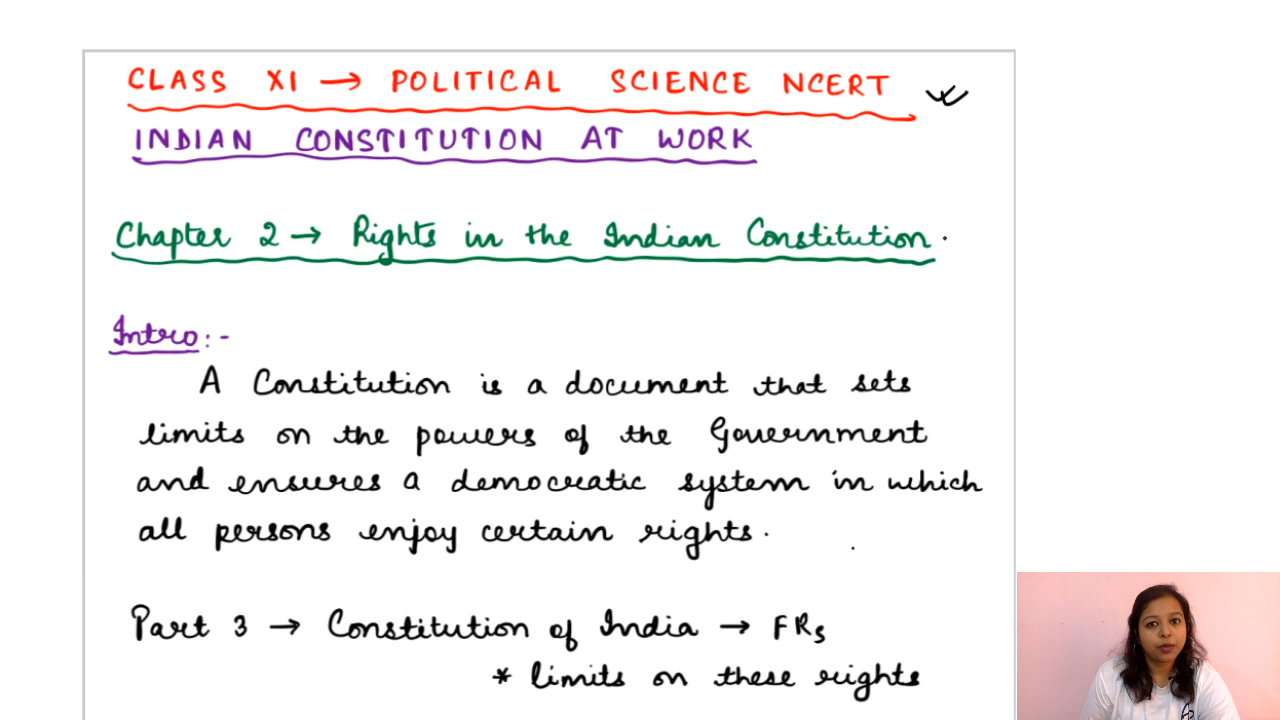 CLASS XI → POLITICAL SCIENCE NCERT
INDIAN CONSTITUTION AT WORK
Chapter 2 → Rights in the Indian Constitution.
Intro:-
A Constitution is a document that sets
limits on the powers of the Government
and ensures a democratic system in which
all persons enjoy certain rights.
Part 3 → Constitution of India → FRs
* limits on these rights